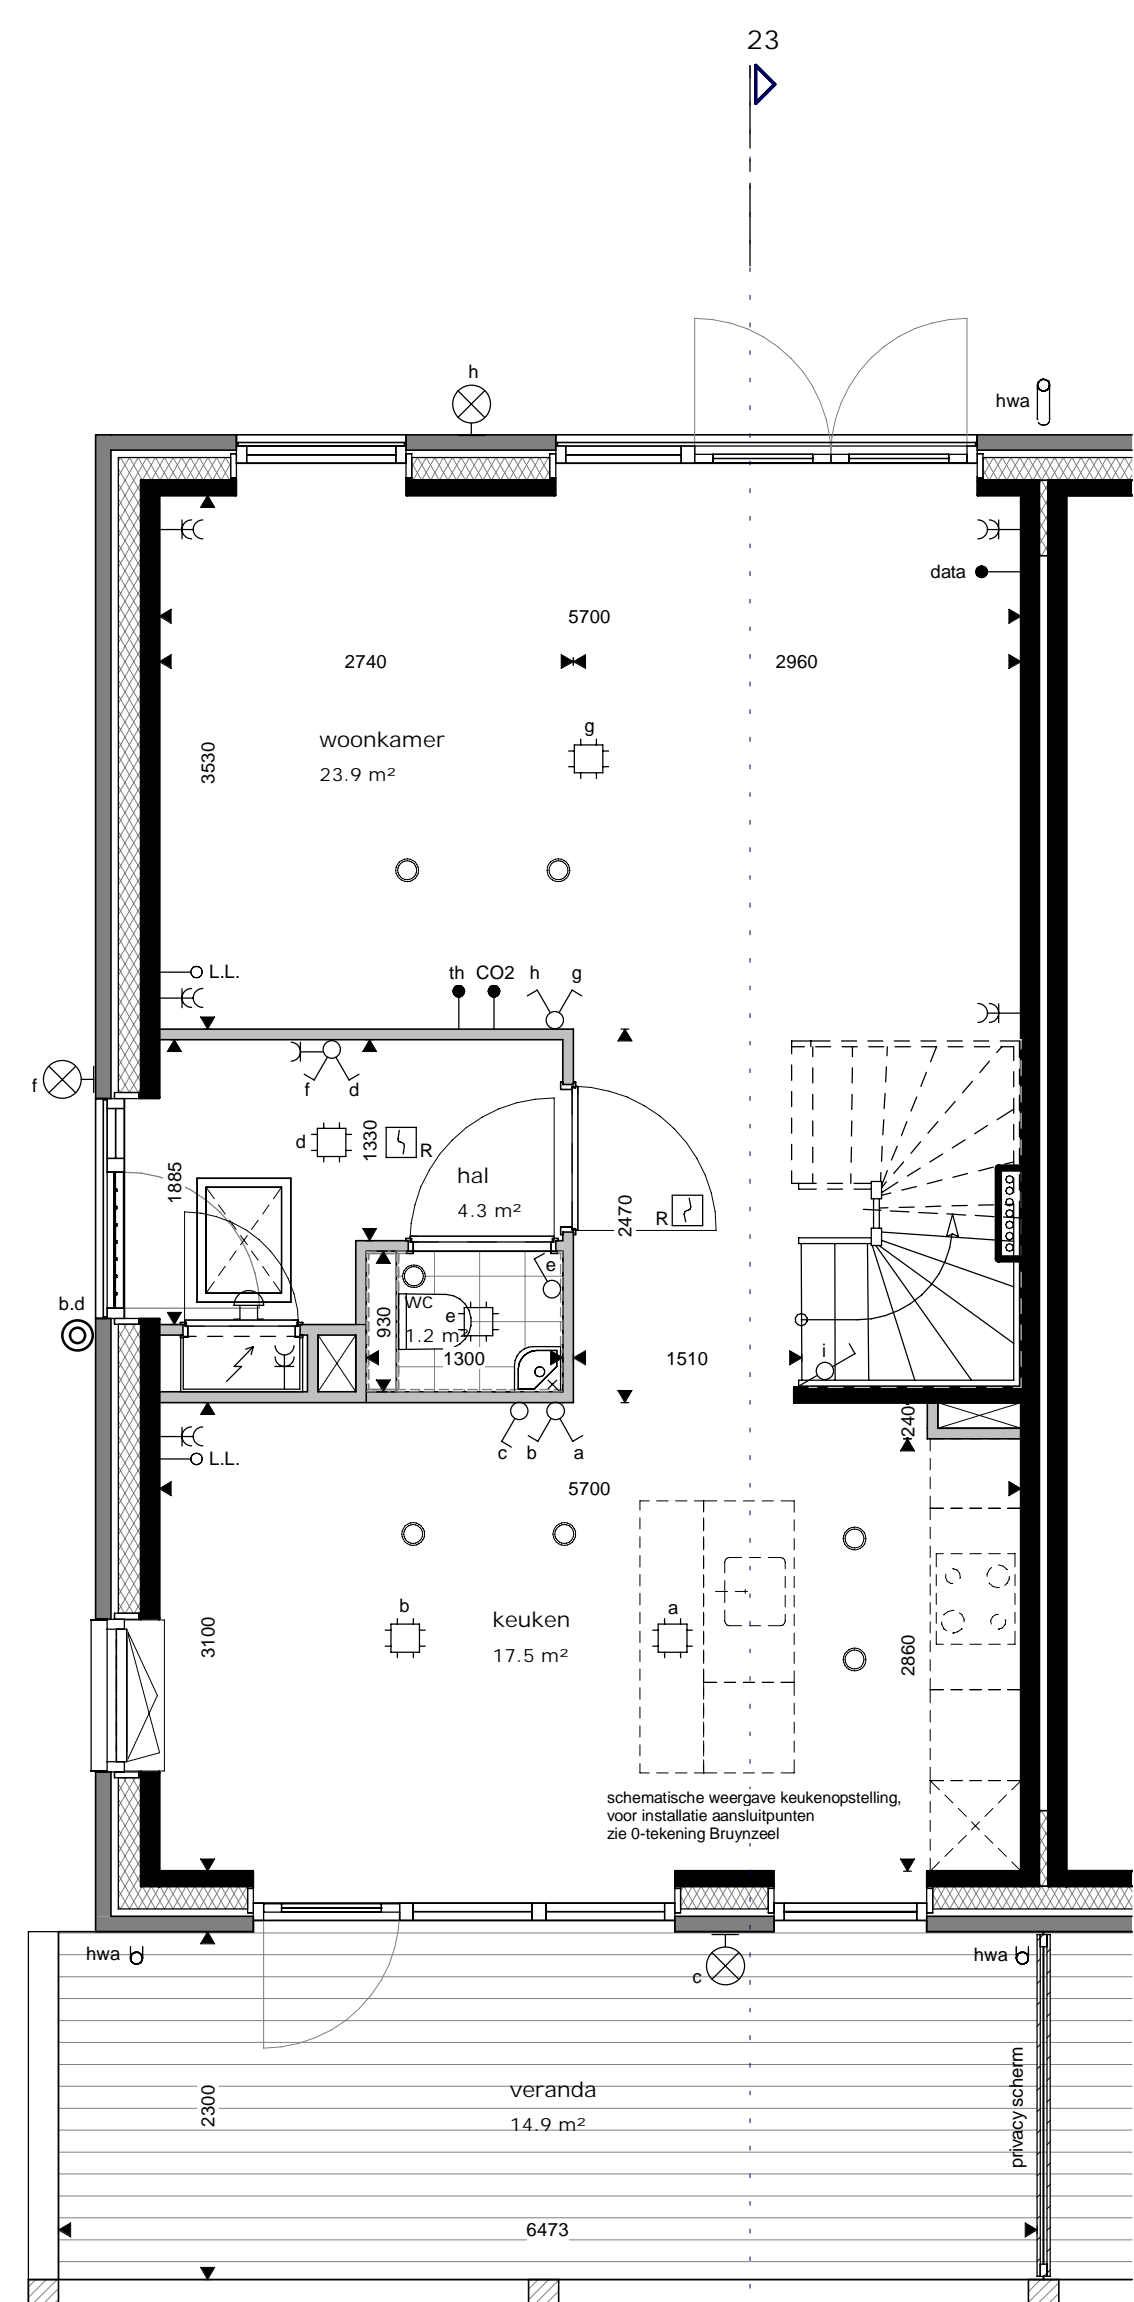 23
h
hwa
data
5700
2740
2960
g
woonkamer
23.9 m²
3530
L.L.
th
CO2
h
g
f
f
d
d
1330
R
1885
hal
4.3 m²
2470
R
b.d
e
wc
e
1.2 m²
930
1300
1510
i
240
c
b
a
L.L.
5700
b
a
keuken
17.5 m²
3100
2860
schematische weergave keukenopstelling,
voor installatie aansluitpunten
zie 0-tekening Bruynzeel
hwa
c
hwa
privacy scherm
veranda
14.9 m²
2300
6473